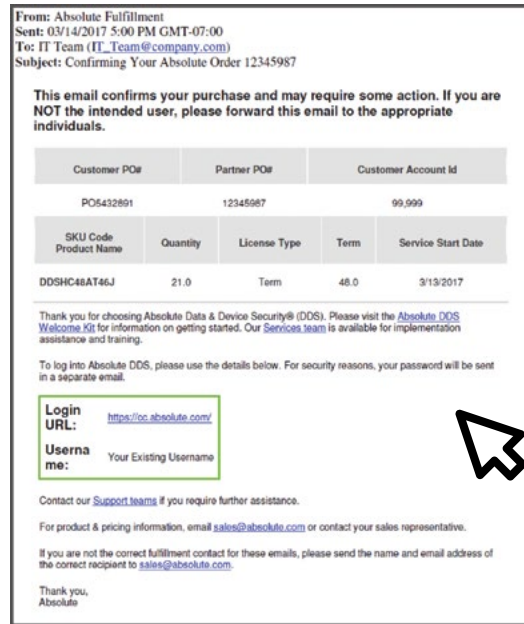 From: Absolute Fulfillment
Sent: 03/14/2017 5:00 PM GMT-07:00
To: IT Team (IT_Team@company.com)
Subject: Confirming Your Absolute Order 12345987
This email confirms your purchase and may require some action. If you are
NOT the intended user, please forward this email to the appropriate
individuals.
Customer PO# Partner PO# Customer Account Id
PO5432891 12345987 99,999
SKU Code
Product Name Quantity License Type Term Service Start Date
DDSHC48AT46J 21.0 Term 48.0 3/13/2017
Thank you for choosing Absolute Data & Device Security® (DDS). Please visit the Absolute DDS
Welcome Kit for information on getting started. Our Services team is available for implementation
assistance and training.
To log into Absolute DDS, please use the details below. For security reasons, your password will be sent
in a separate email.
Login
URL: https://cc.absolute.com/
Userna
me: Your Existing Username
Contact our Support teams if you require further assistance.
For product & pricing information, email sales@absolute.com or contact your sales representative.
If you are not the correct fulfillment contact for these emails, please send the name and email address of
the correct recipient to sales@absolute.com.
Thank you,
Absolute